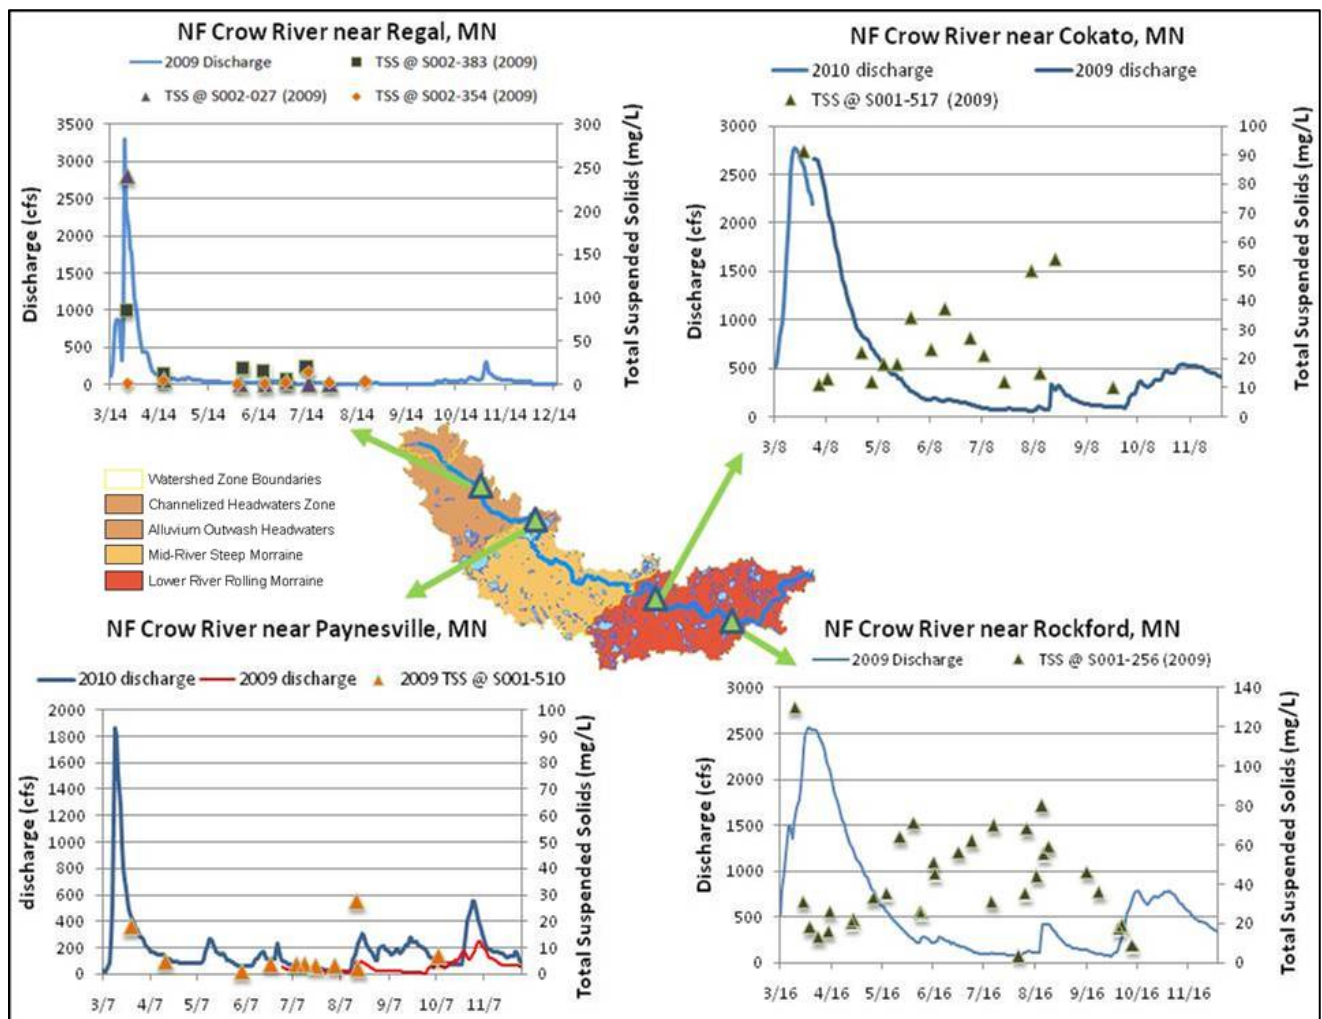 NF Crow River near Regal, MN
2009 Discharge
TSS @ S002-383 (2009)
TSS @ S002-027 (2009)
TSS @ S002-354 (2009)
Discharge (cfs)
3500
3000
2500
2000
1500
1000
500
0
300
250
200
150
100
50
0
Total Suspended Solids (mg/L)
3/14 4/14 5/14 6/14 7/14 8/14 9/14 10/14 11/14 12/14
NF Crow River near Cokato, MN
2010 discharge
2009 discharge
TSS @ S001-517 (2009)
Discharge (cfs)
3000
2500
2000
1500
1000
500
0
100
90
80
70
60
50
40
30
20
10
0
Total Suspended Solids (mg/L)
3/8 4/8 5/8 6/8 7/8 8/8 9/8 10/8 11/8
Watershed Zone Boundaries
Channelized Headwaters Zone
Alluvium Outwash Headwaters
Mid-River Steep Morraine
Lower River Rolling Morraine
NF Crow River near Paynesville, MN
2010 discharge
2009 discharge
2009 TSS @ S001-510
discharge (cfs)
2000
1800
1600
1400
1200
1000
800
600
400
200
0
100
90
80
70
60
50
40
30
20
10
0
Total Suspended Solids (mg/L)
3/7 4/7 5/7 6/7 7/7 8/7 9/7 10/7 11/7
NF Crow River near Rockford, MN
2009 Discharge
TSS @ S001-256 (2009)
Discharge (cfs)
3000
2500
2000
1500
1000
500
0
140
120
100
80
60
40
20
0
Total Suspended Solids (mg/L)
3/16 4/16 5/16 6/16 7/16 8/16 9/16 10/16 11/16